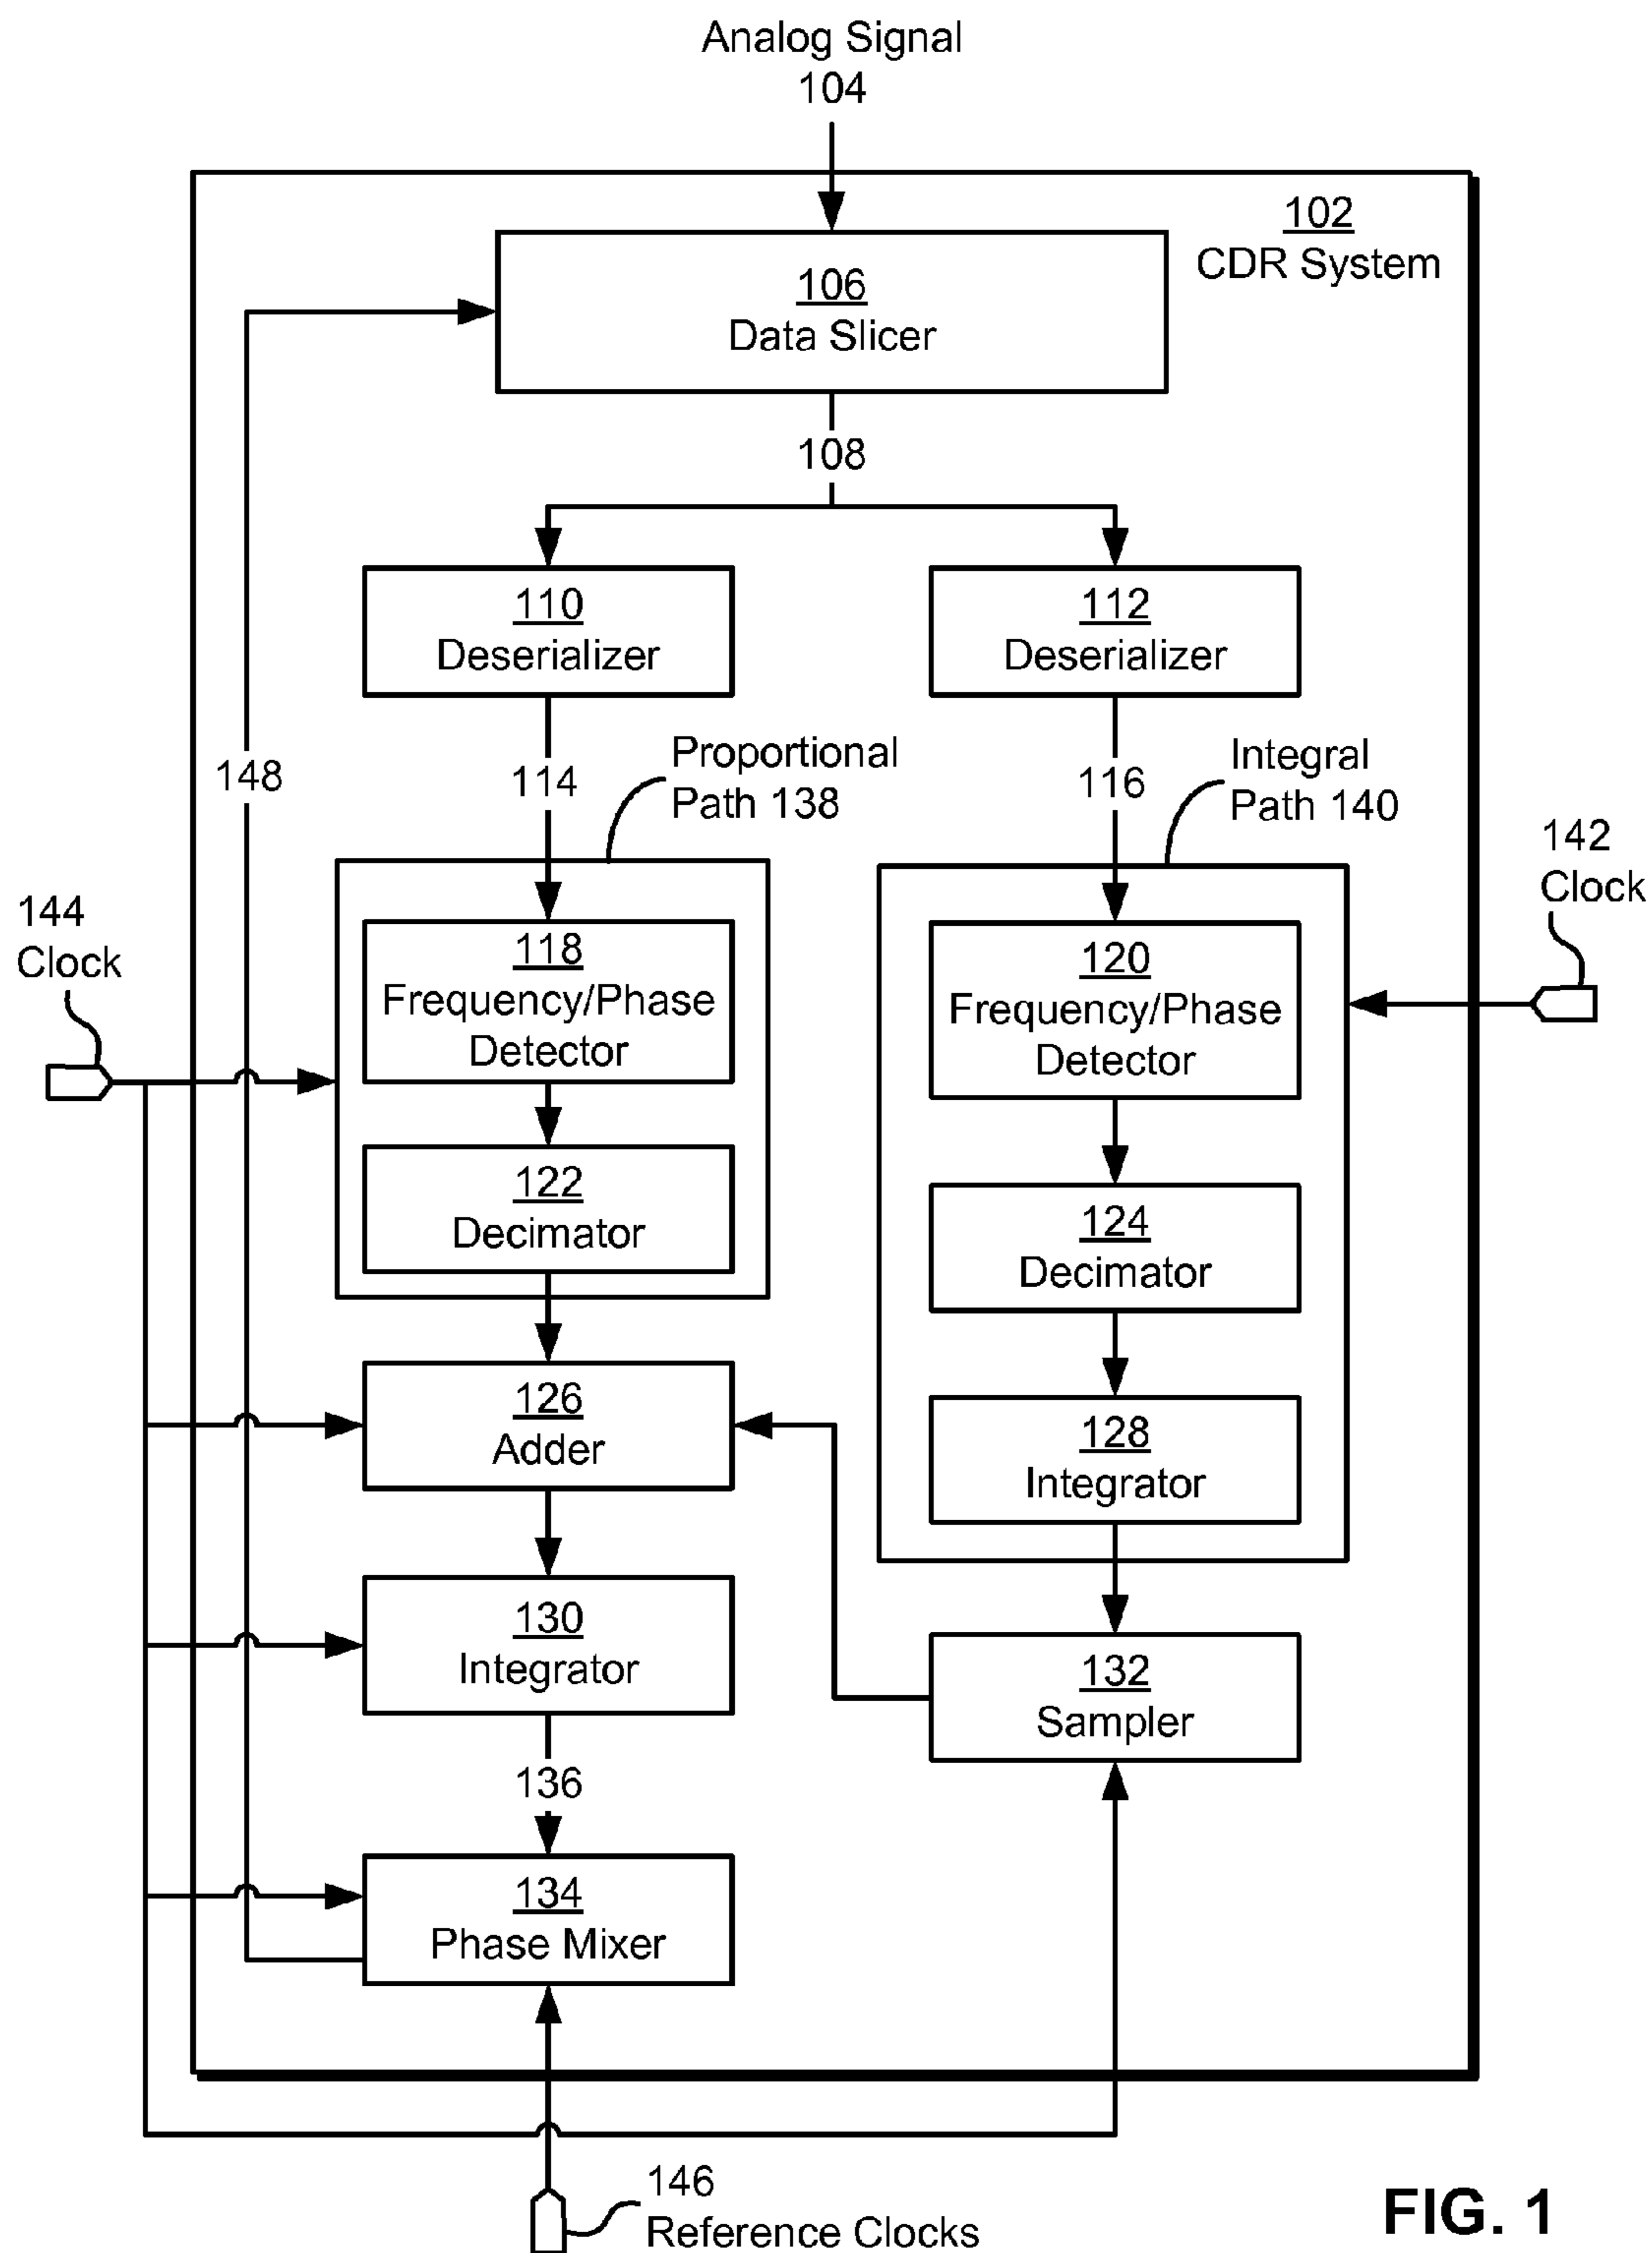 Analog Signal
104
102
CDR System
106
Data Slicer
108
110
Deserializer
112
Deserializer
148
114
Proportional
Path 138
116
Integral
Path 140
142
Clock
144
Clock
118
Frequency/Phase
Detector
120
Frequency/Phase
Detector
122
Decimator
124
Decimator
126
Adder
128
Integrator
130
Integrator
132
Sampler
136
134
Phase Mixer
146
Reference Clocks
FIG. 1